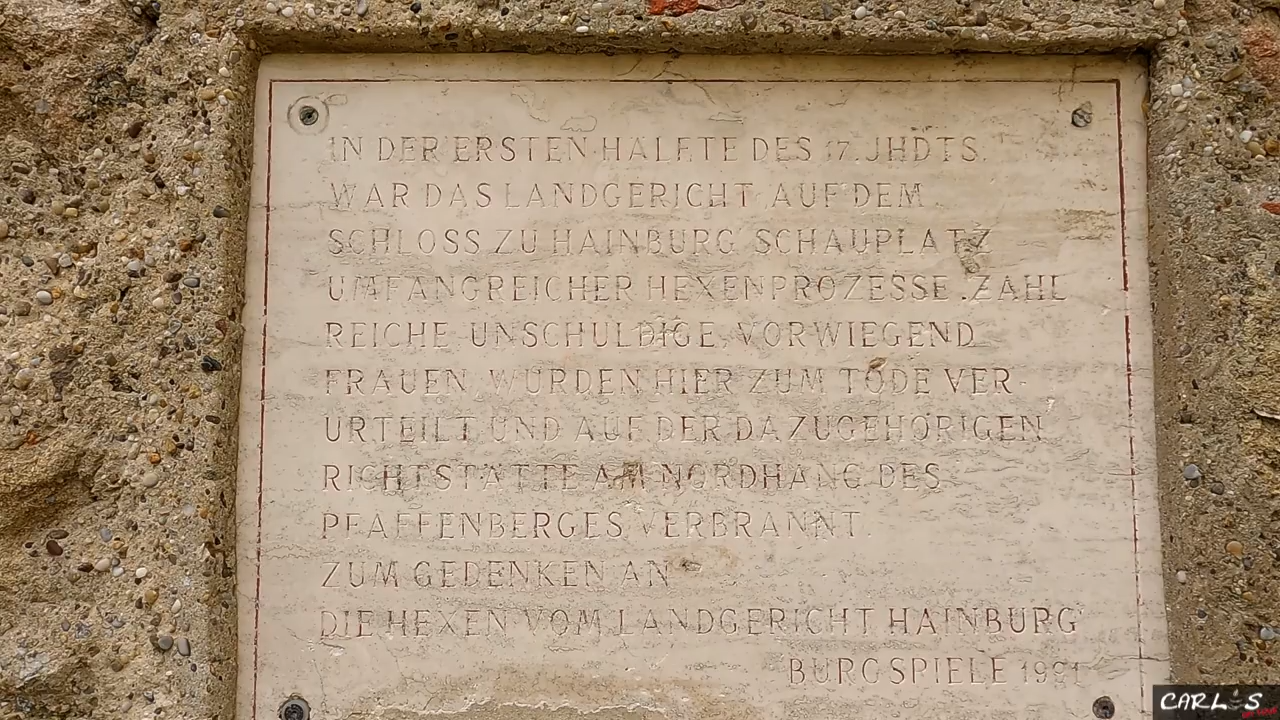 IN DER ERSTEN HÄLFTE DES 17. JHDTS.
WAR DAS LANDGERICHT AUF DEM
SCHLOSS ZU HAINBURG SCHAUPLATZ
UMFANGREICHER HEXENPROZESSE. ZAHL
REICHE UNSCHULDIGE, VORWIEGEND
FRAUEN, WURDEN HIER ZUM TODE VER-
URTEILT UND AUF DER DAZUGEHÖRIGEN
RICHTSTÄTTE AM NORDHANG DES
PFAFFENBERGES VERBRANNT.
ZUM GEDENKEN AN
DIE HEXEN VOM LANDGERICHT HAINBURG
BURGSPIELE 1991
CARL'S